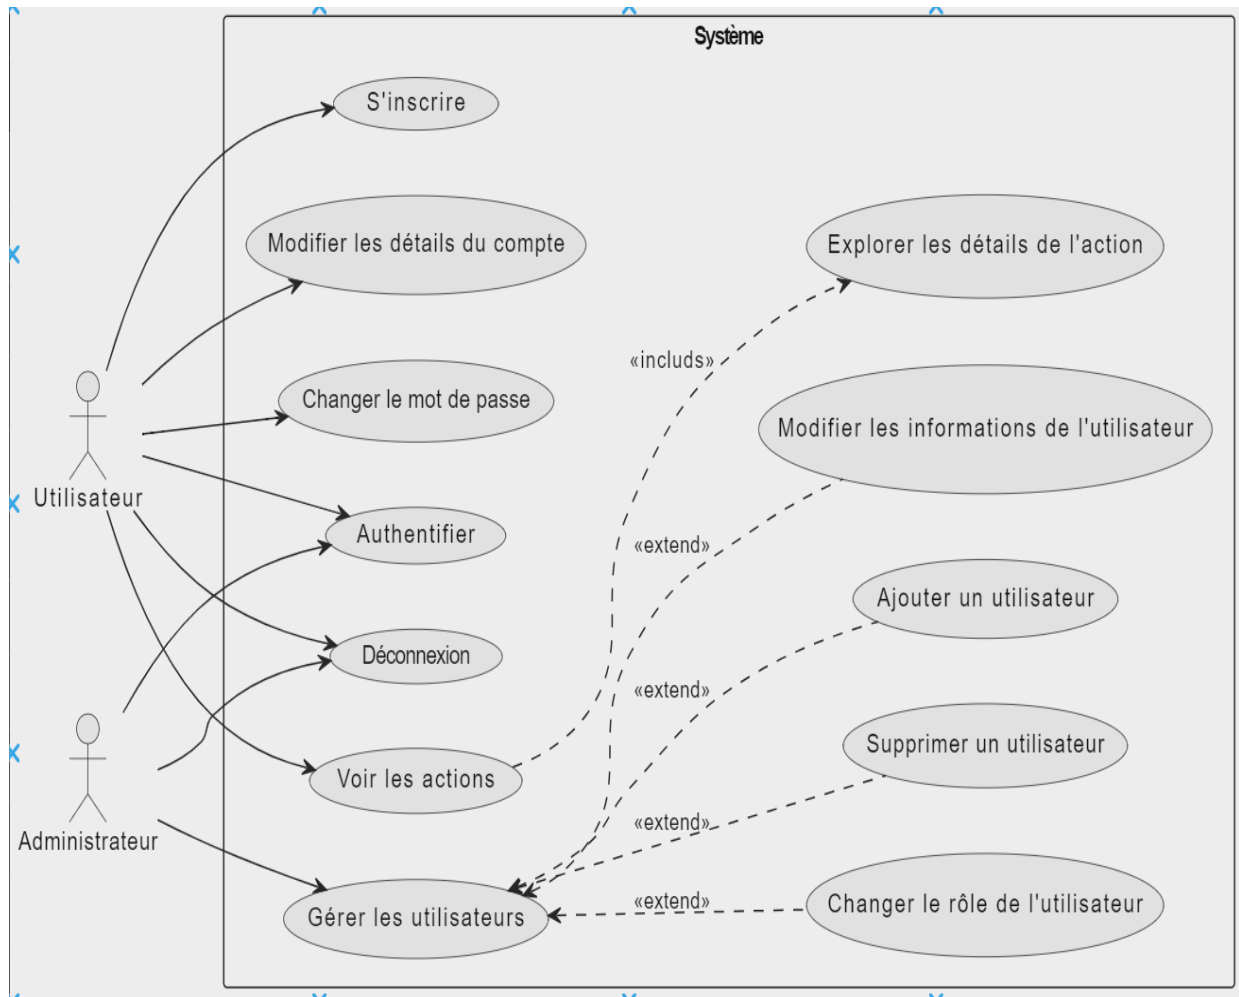 Système
S'inscrire
Modifier les détails du compte
Explorer les détails de l'action
«includs»
Changer le mot de passe
Modifier les informations de l'utilisateur
Utilisateur
Authentifier
«extend»
Ajouter un utilisateur
Déconnexion
«extend»
Supprimer un utilisateur
Voir les actions
«extend»
Administrateur
«extend»
Changer le rôle de l'utilisateur
Gérer les utilisateurs